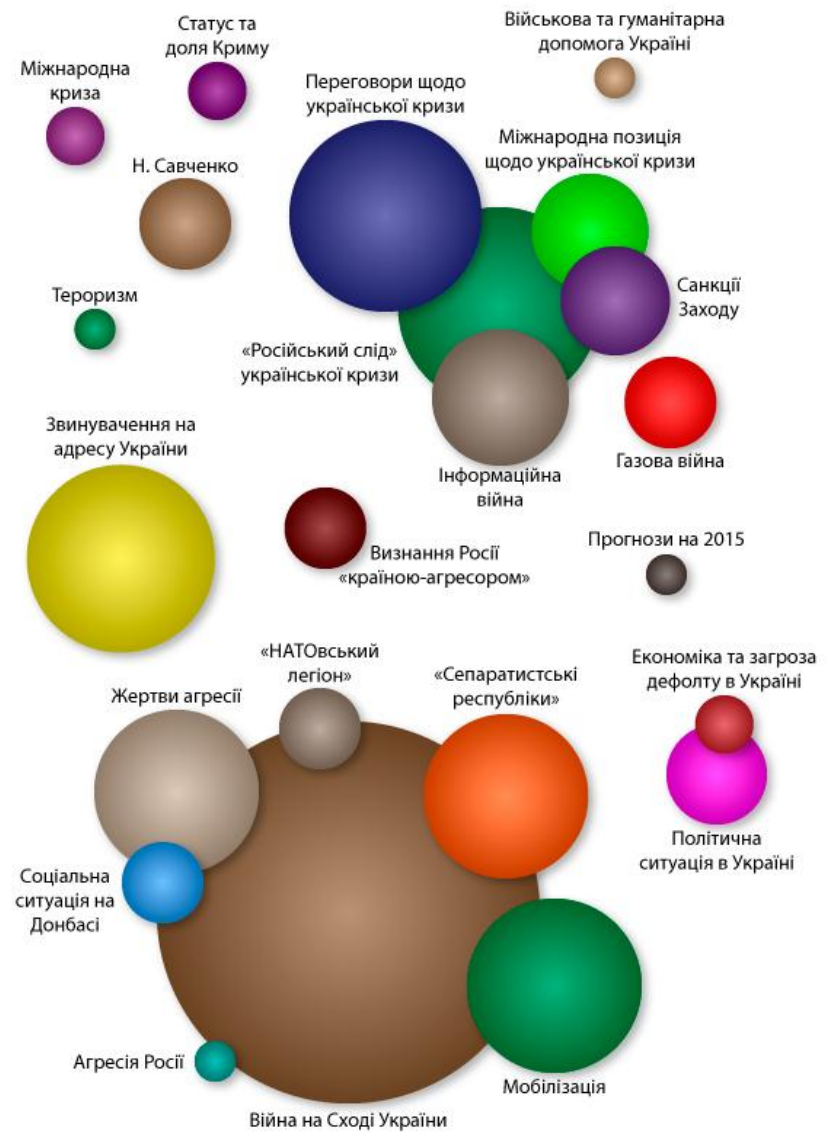 Статус та
доля Криму
Військова та гуманітарна
допомога Україні
Міжнародна
криза
Переговори щодо
української кризи
Міжнародна позиція
щодо української кризи
Н. Савченко
Санкції
Заходу
Тероризм
«Російський слід»
української кризи
Звинувачення на
адресу України
Інформаційна
війна
Газова війна
Визнання Росії
«країною-агресором»
Прогнози на 2015
«НАТОвський
легіон»
Економіка та загроза
дефолту в Україні
Жертви агресії
«Сепаратистські
республіки»
Політична
ситуація в Україні
Соціальна
ситуація на
Донбасі
Агресія Росії
Мобілізація
Війна на Сході України